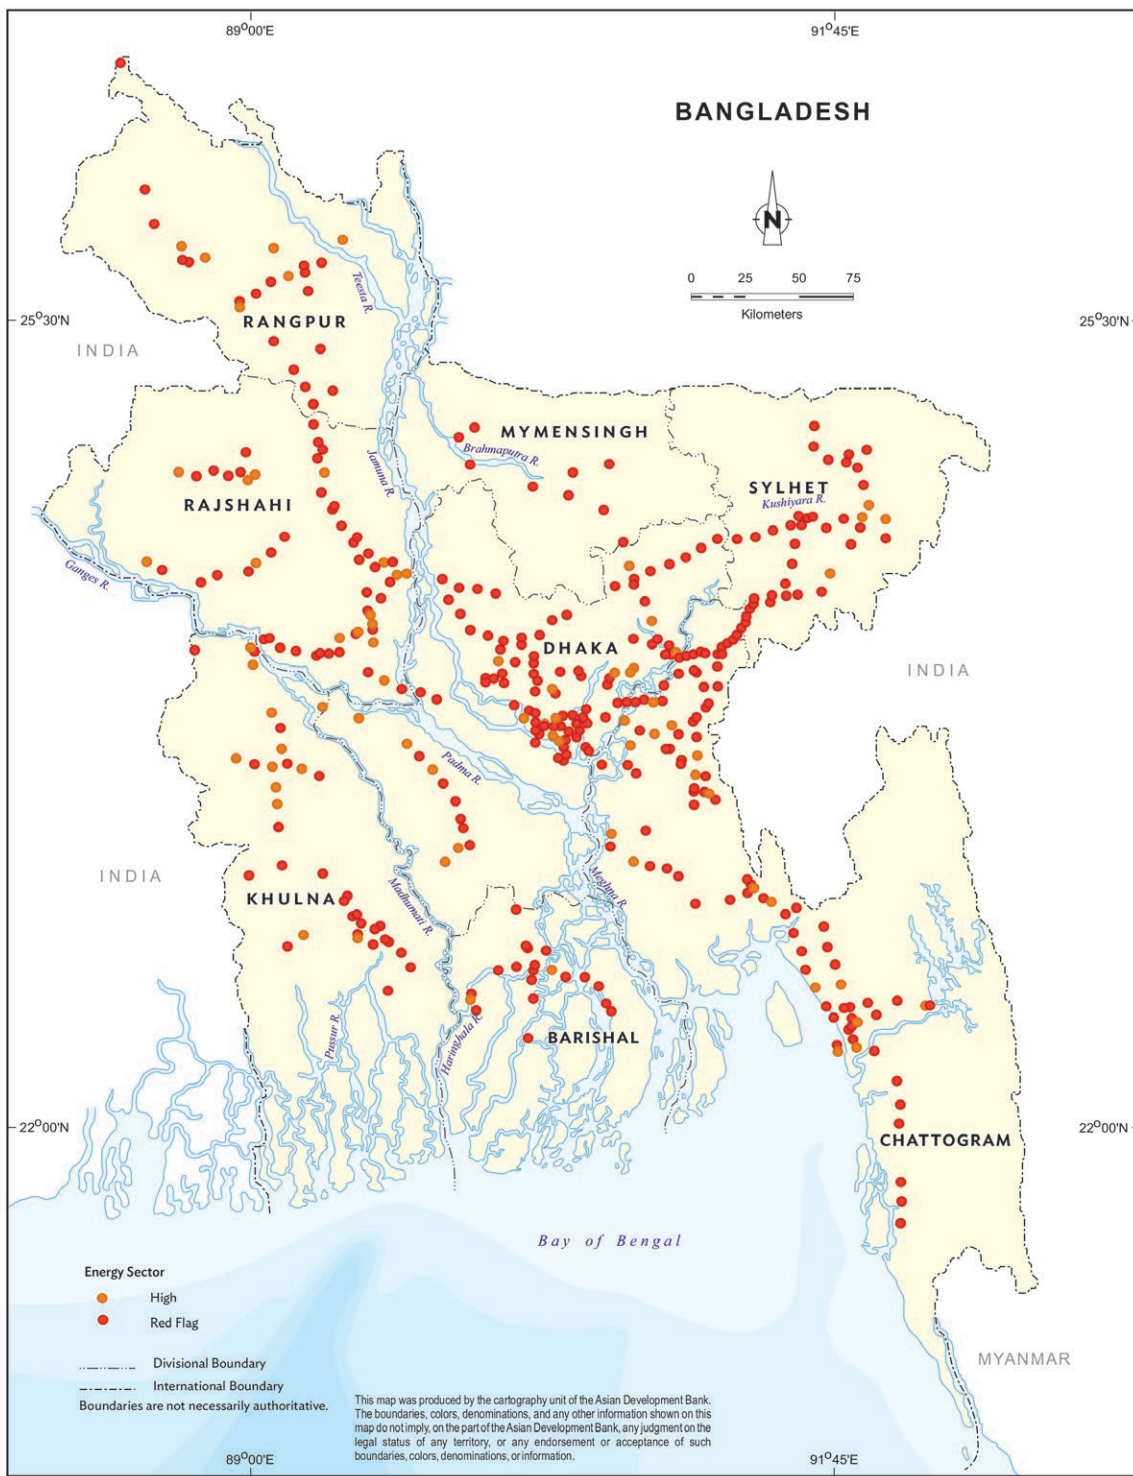 89°00'E
91°45'E
BANGLADESH
N
0 25 50 75
Kilometers
Teesta R.
RANGPUR
25°30'N
25°30'N
INDIA
MYMENSINGH
Brahmaputra R.
Jamuna R.
SYLHET
Kushiyara R.
RAJSHAHI
Ganges R.
DHAKA
INDIA
Padma R.
INDIA
Meghna R.
Madhumati R.
KHULNA
Pussur R.
Haringhala R.
BARISHAL
22°00'N
22°00'N
CHATTOGRAM
Bay of Bengal
Energy Sector
High
Red Flag
Divisional Boundary
International Boundary
Boundaries are not necessarily authoritative.
MYANMAR
This map was produced by the cartography unit of the Asian Development Bank.
The boundaries, colors, denominations, and any other information shown on this
map do not imply, on the part of the Asian Development Bank, any judgment on the
legal status of any territory, or any endorsement or acceptance of such
boundaries, colors, denominations, or information.
89°00'E
91°45'E